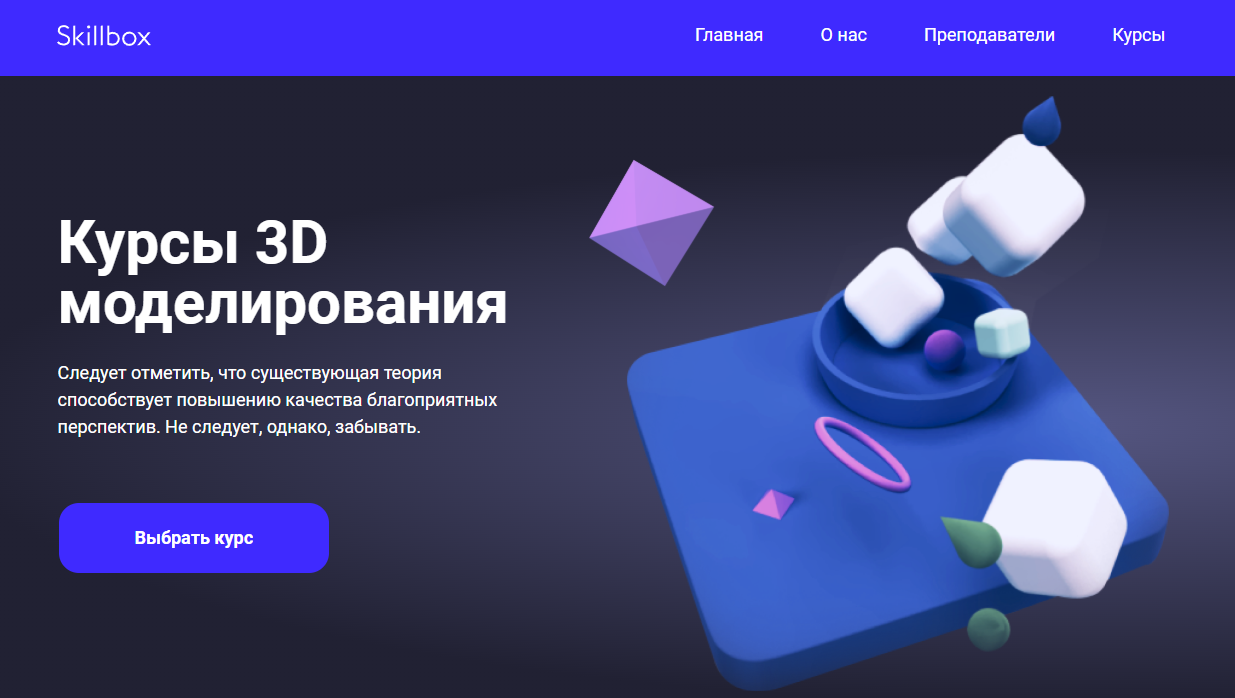 Skillbox
Главная
О нас
Преподаватели
Курсы
Курсы 3D
моделирования
Следует отметить, что существующая теория
способствует повышению качества благоприятных
перспектив. Не следует, однако, забывать.
Выбрать курс